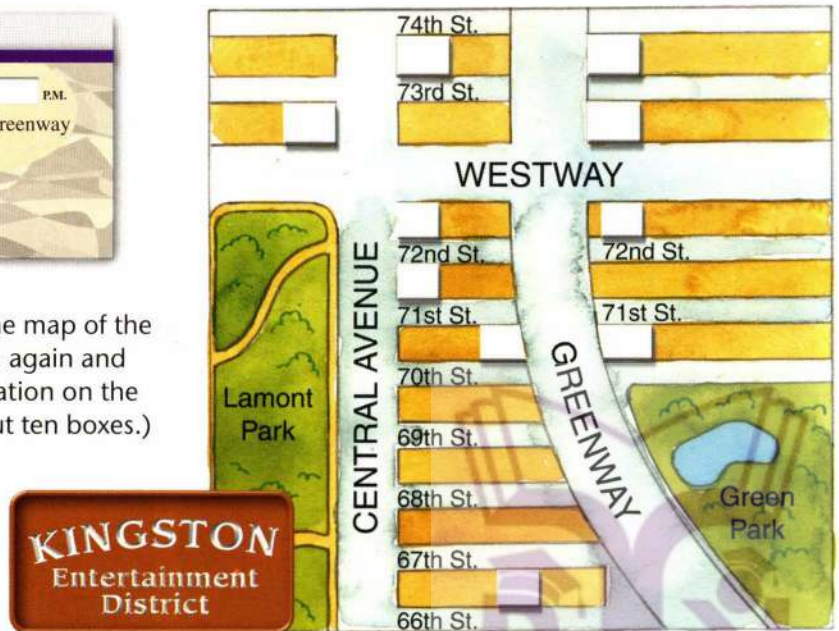 P.M.
reenway
e map of the
again and
ation on the
ut ten boxes.)
KINGSTON
Entertainment
District
74th St.
73rd St.
WESTWAY
72nd St.
72nd St.
71st St.
71st St.
CENTRAL AVENUE
GREENWAY
70th St.
Lamont
Park
69th St.
68th St.
Green
Park
67th St.
66th St.